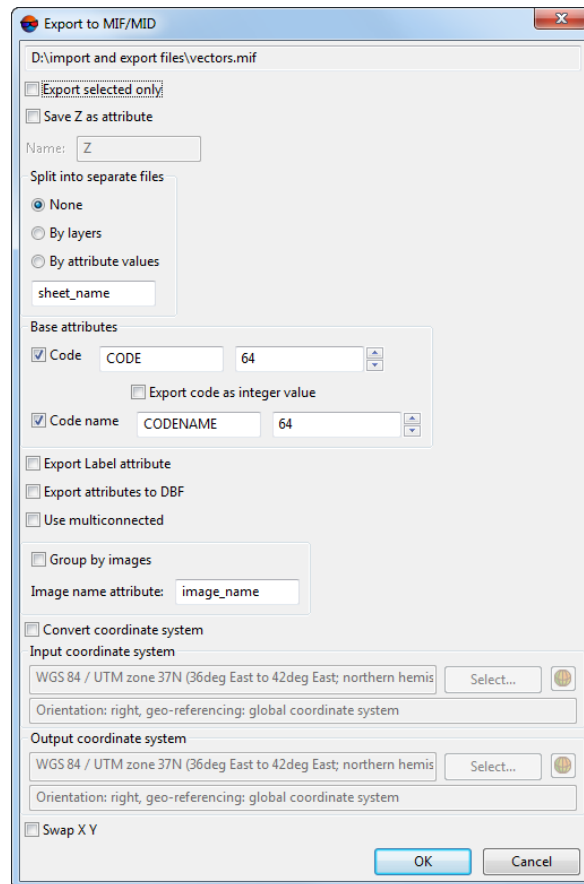 Export to MIF/MID
D:\import and export files\vectors.mif
Export selected only
Save Z as attribute
Name: Z
Split into separate files
None
By layers
By attribute values
sheet_name
Base attributes
Code CODE 64
Export code as integer value
Code name CODENAME 64
Export Label attribute
Export attributes to DBF
Use multiconnected
Group by images
Image name attribute: image_name
Convert coordinate system
Input coordinate system
WGS 84 / UTM zone 37N (36deg East to 42deg East; northern hemis Select...
Orientation: right, geo-referencing: global coordinate system
Output coordinate system
WGS 84 / UTM zone 37N (36deg East to 42deg East; northern hemis Select...
Orientation: right, geo-referencing: global coordinate system
Swap X Y
OK Cancel